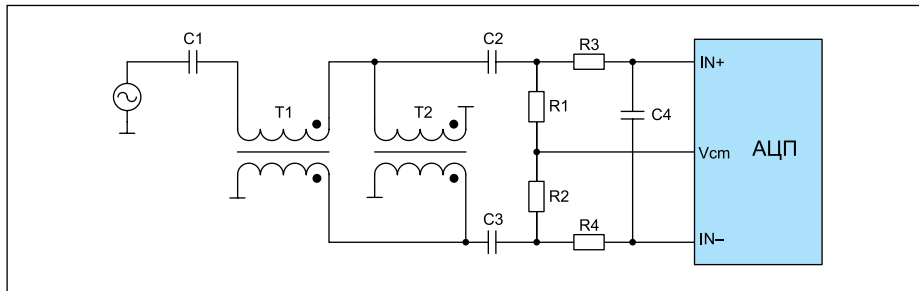 C1
C2
R3
IN+
T1
T2
R1
C4
Vcm
АЦП
R2
C3
R4
IN–